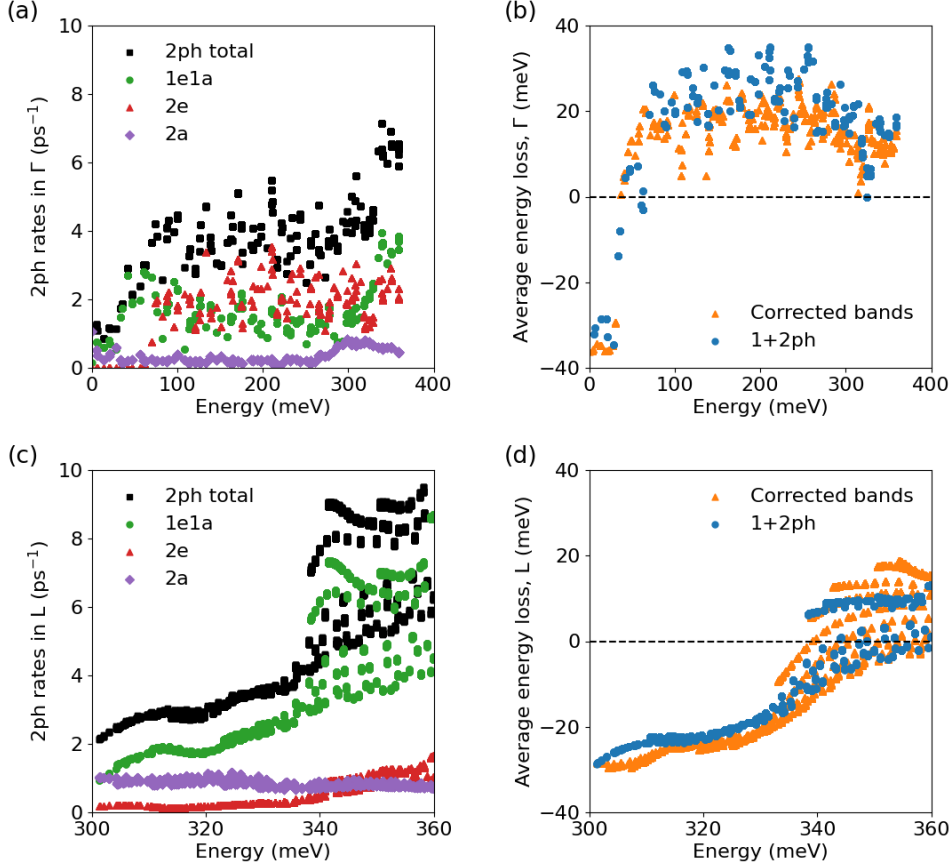 (a)
10
8
6
4
2
0
2ph rates in Γ (ps⁻¹)
2ph total
1e1a
2e
2a
0 100 200 300 400
Energy (meV)
(b)
40
20
0
−20
−40
Average energy loss, Γ (meV)
Corrected bands
1+2ph
0 100 200 300 400
Energy (meV)
(c)
10
8
6
4
2
0
2ph rates in L (ps⁻¹)
2ph total
1e1a
2e
2a
300 320 340 360
Energy (meV)
(d)
40
20
0
−20
−40
Average energy loss, L (meV)
Corrected bands
1+2ph
300 320 340 360
Energy (meV)